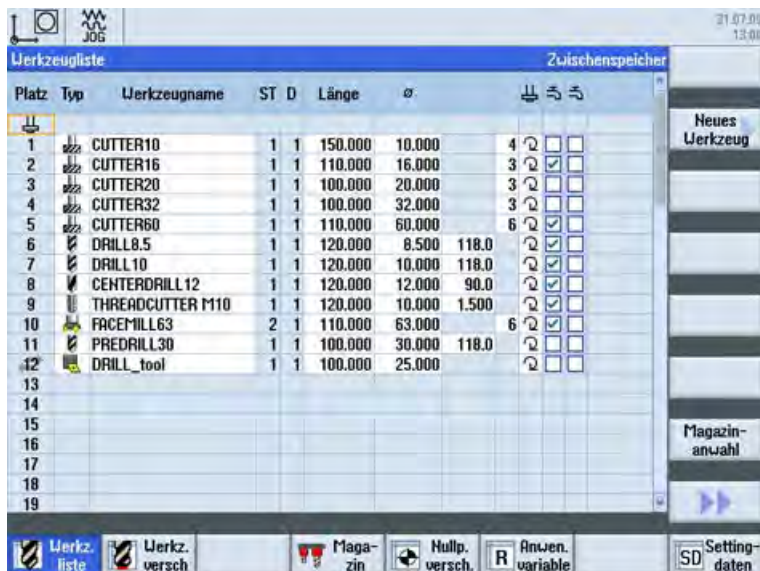 JOG
21.07.09
13:00
Werkzeugliste Zwischenspeicher
Platz Typ Werkzeugname ST D Länge ø
1 CUTTER10 1 1 150.000 10.000 4
2 CUTTER16 1 1 110.000 16.000 3
3 CUTTER20 1 1 100.000 20.000 3
4 CUTTER32 1 1 100.000 32.000 3
5 CUTTER60 1 1 110.000 60.000 6
6 DRILL8.5 1 1 120.000 8.500 118.0
7 DRILL10 1 1 120.000 10.000 118.0
8 CENTERDRILL12 1 1 120.000 12.000 90.0
9 THREADCUTTER M10 1 1 120.000 10.000 1.500
10 FACEMILL63 2 1 110.000 63.000 6
11 PREDRILL30 1 1 100.000 30.000 118.0
12 DRILL_tool 1 1 100.000 25.000
13
14
15
16
17
18
19
Neues
Werkzeug
Magazin-
anwahl
Werkz.
liste
Werkz.
versch
Maga-
zin
Nullp.
versch.
R Anwen.
variable
SD Setting-
daten